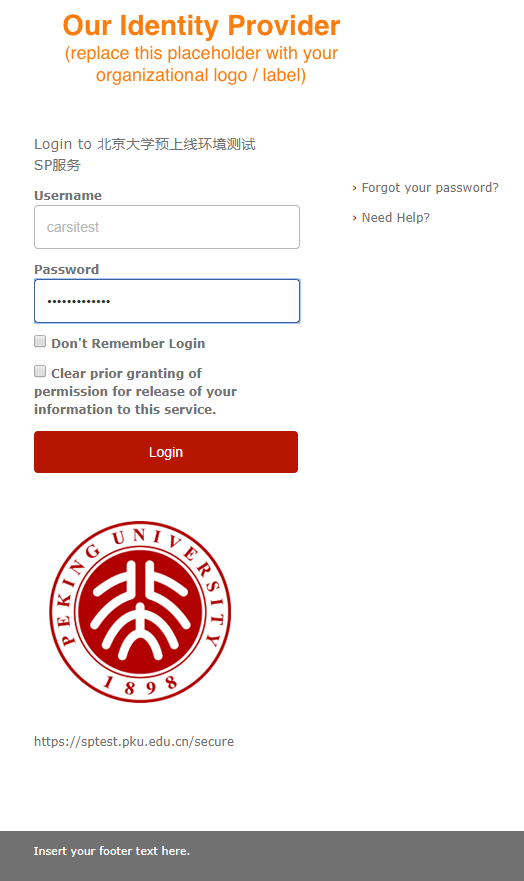 Our Identity Provider
(replace this placeholder with your
organizational logo / label)
Login to 北京大学预上线环境测试
SP服务
Username
carsitest
Password
•••••••••••••
Don't Remember Login
Clear prior granting of
permission for release of your
information to this service.
Login
› Forgot your password?
› Need Help?
PEKING UNIVERSITY
1898
https://sptest.pku.edu.cn/secure
Insert your footer text here.